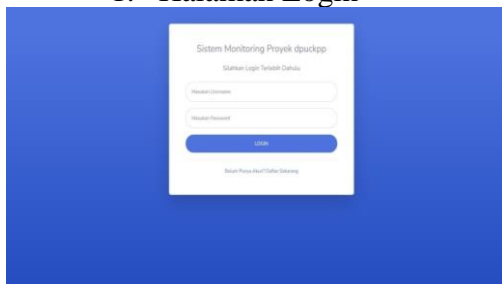 1. Halaman Login
Sistem Monitoring Proyek dpuckpp
Silahkan Login Terlebih Dahulu
Masukan Username
Masukan Password
LOGIN
Belum Punya Akun? Daftar Sekarang